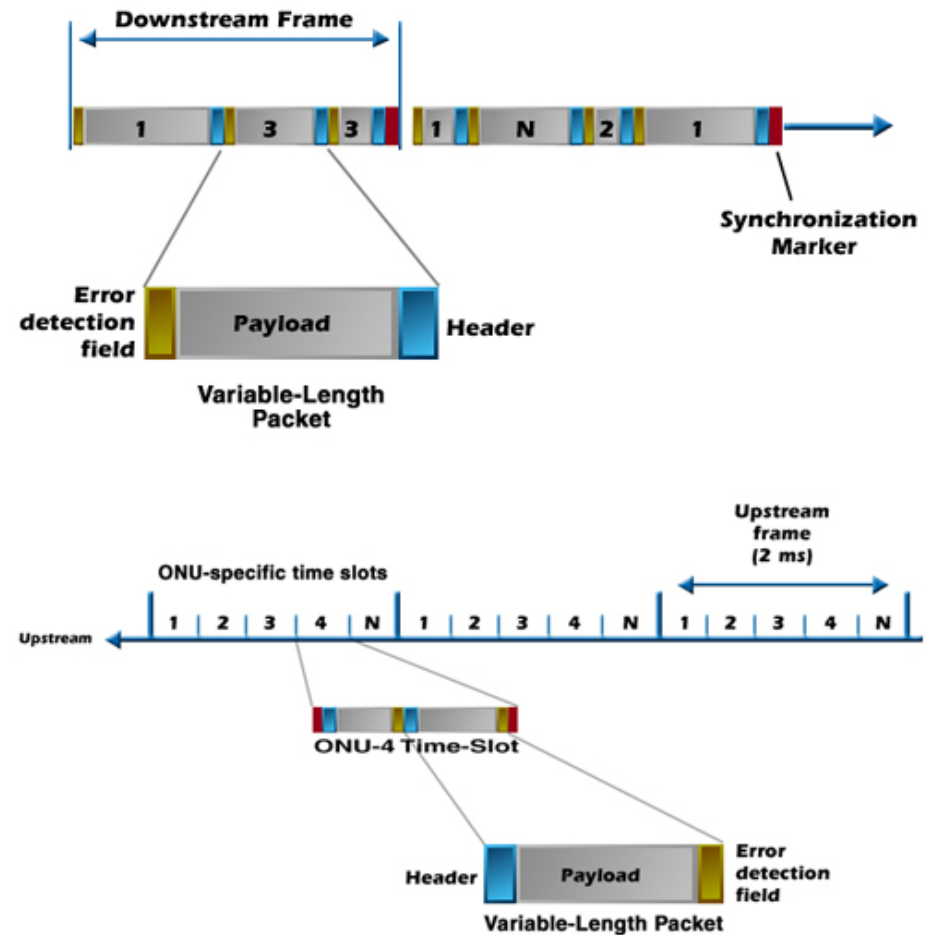 Downstream Frame
1 3 3 1 N 2 1
Synchronization
Marker
Error
detection
field
Payload
Header
Variable-Length
Packet
Upstream
frame
(2 ms)
ONU-specific time slots
1 2 3 4 N 1 2 3 4 N 1 2 3 4 N
Upstream
ONU-4 Time-Slot
Header
Payload
Error
detection
field
Variable-Length Packet